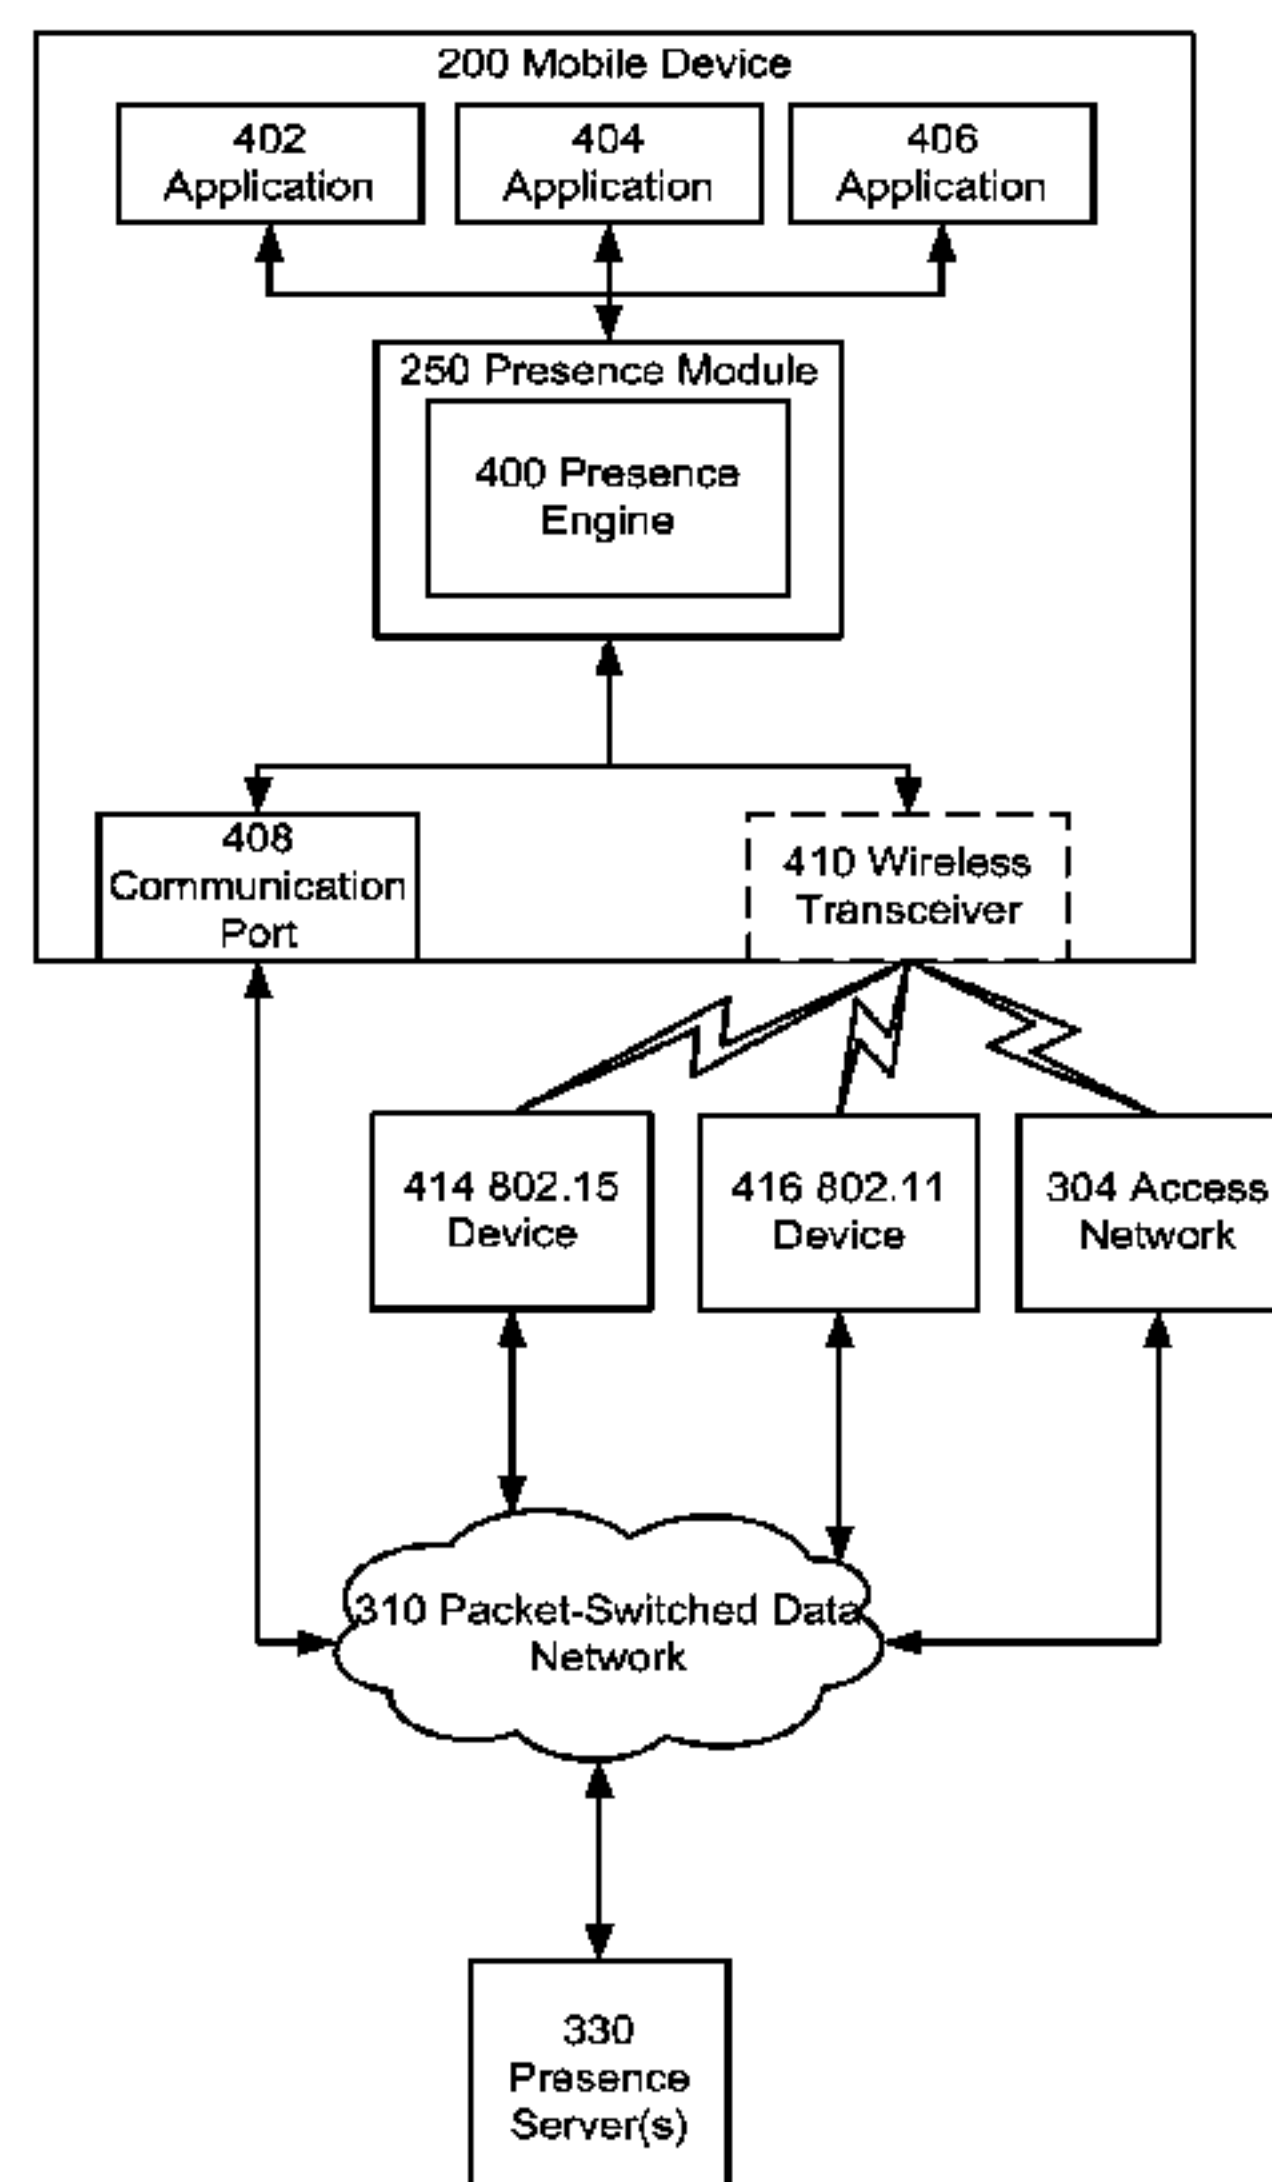 200 Mobile Device
402
Application
404
Application
406
Application
250 Presence Module
400 Presence
Engine
408
Communication
Port
410 Wireless
Transceiver
414 802.15
Device
416 802.11
Device
304 Access
Network
310 Packet-Switched Data
Network
330
Presence
Server(s)